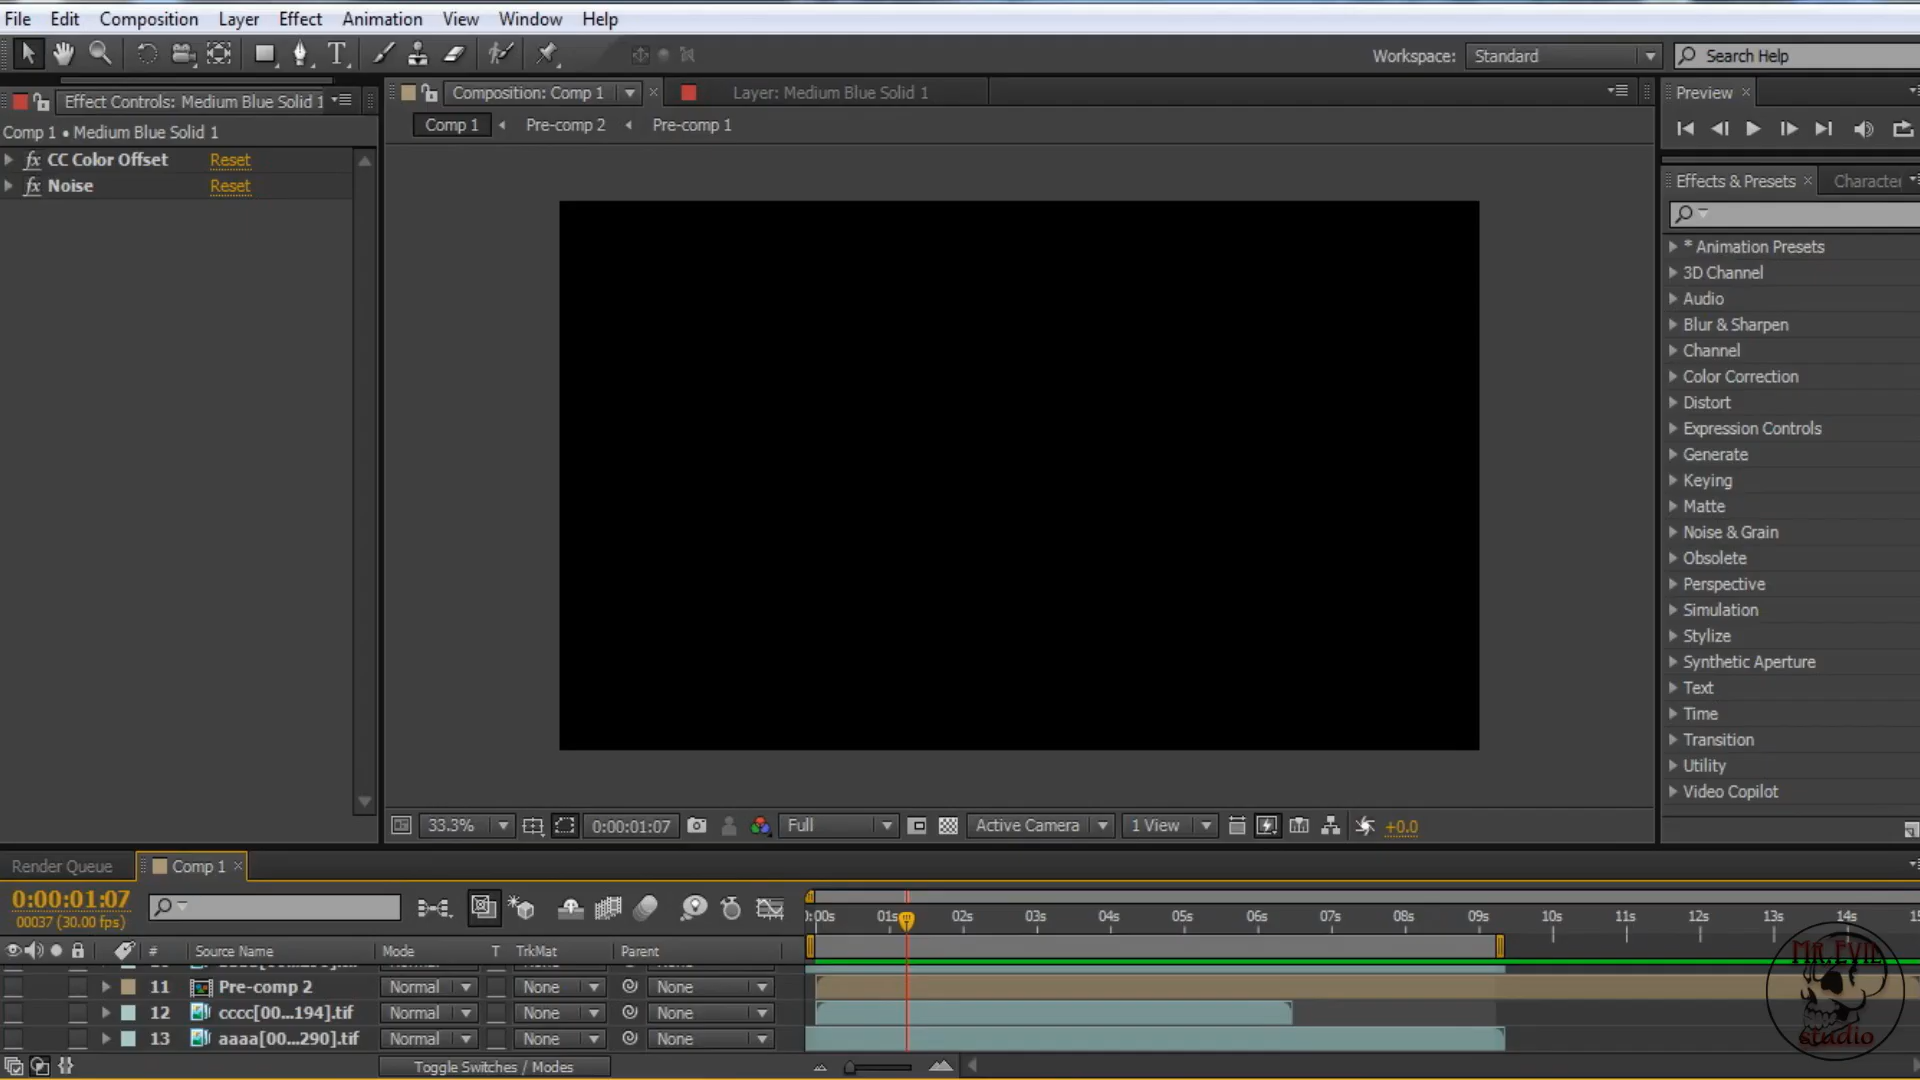 File Edit Composition Layer Effect Animation View Window Help
Workspace: Standard Search Help
Effect Controls: Medium Blue Solid 1
Composition: Comp 1
Layer: Medium Blue Solid 1
Preview
Comp 1 Pre-comp 2 Pre-comp 1
Comp 1 • Medium Blue Solid 1
fx CC Color Offset Reset
fx Noise Reset
Effects & Presets Character
* Animation Presets
3D Channel
Audio
Blur & Sharpen
Channel
Color Correction
Distort
Expression Controls
Generate
Keying
Matte
Noise & Grain
Obsolete
Perspective
Simulation
Stylize
Synthetic Aperture
Text
Time
Transition
Utility
Video Copilot
33.3% 0:00:01:07 Full Active Camera 1 View +0.0
Render Queue Comp 1
0:00:01:07
00037 (30.00 fps)
):00s 01s 02s 03s 04s 05s 06s 07s 08s 09s 10s 11s 12s 13s 14s 15
# Source Name Mode T TrkMat Parent
11 Pre-comp 2 Normal None None
12 cccc[00...194].tif Normal None None
13 aaaa[00...290].tif Normal None None
Toggle Switches / Modes
MR.EVIL
studio